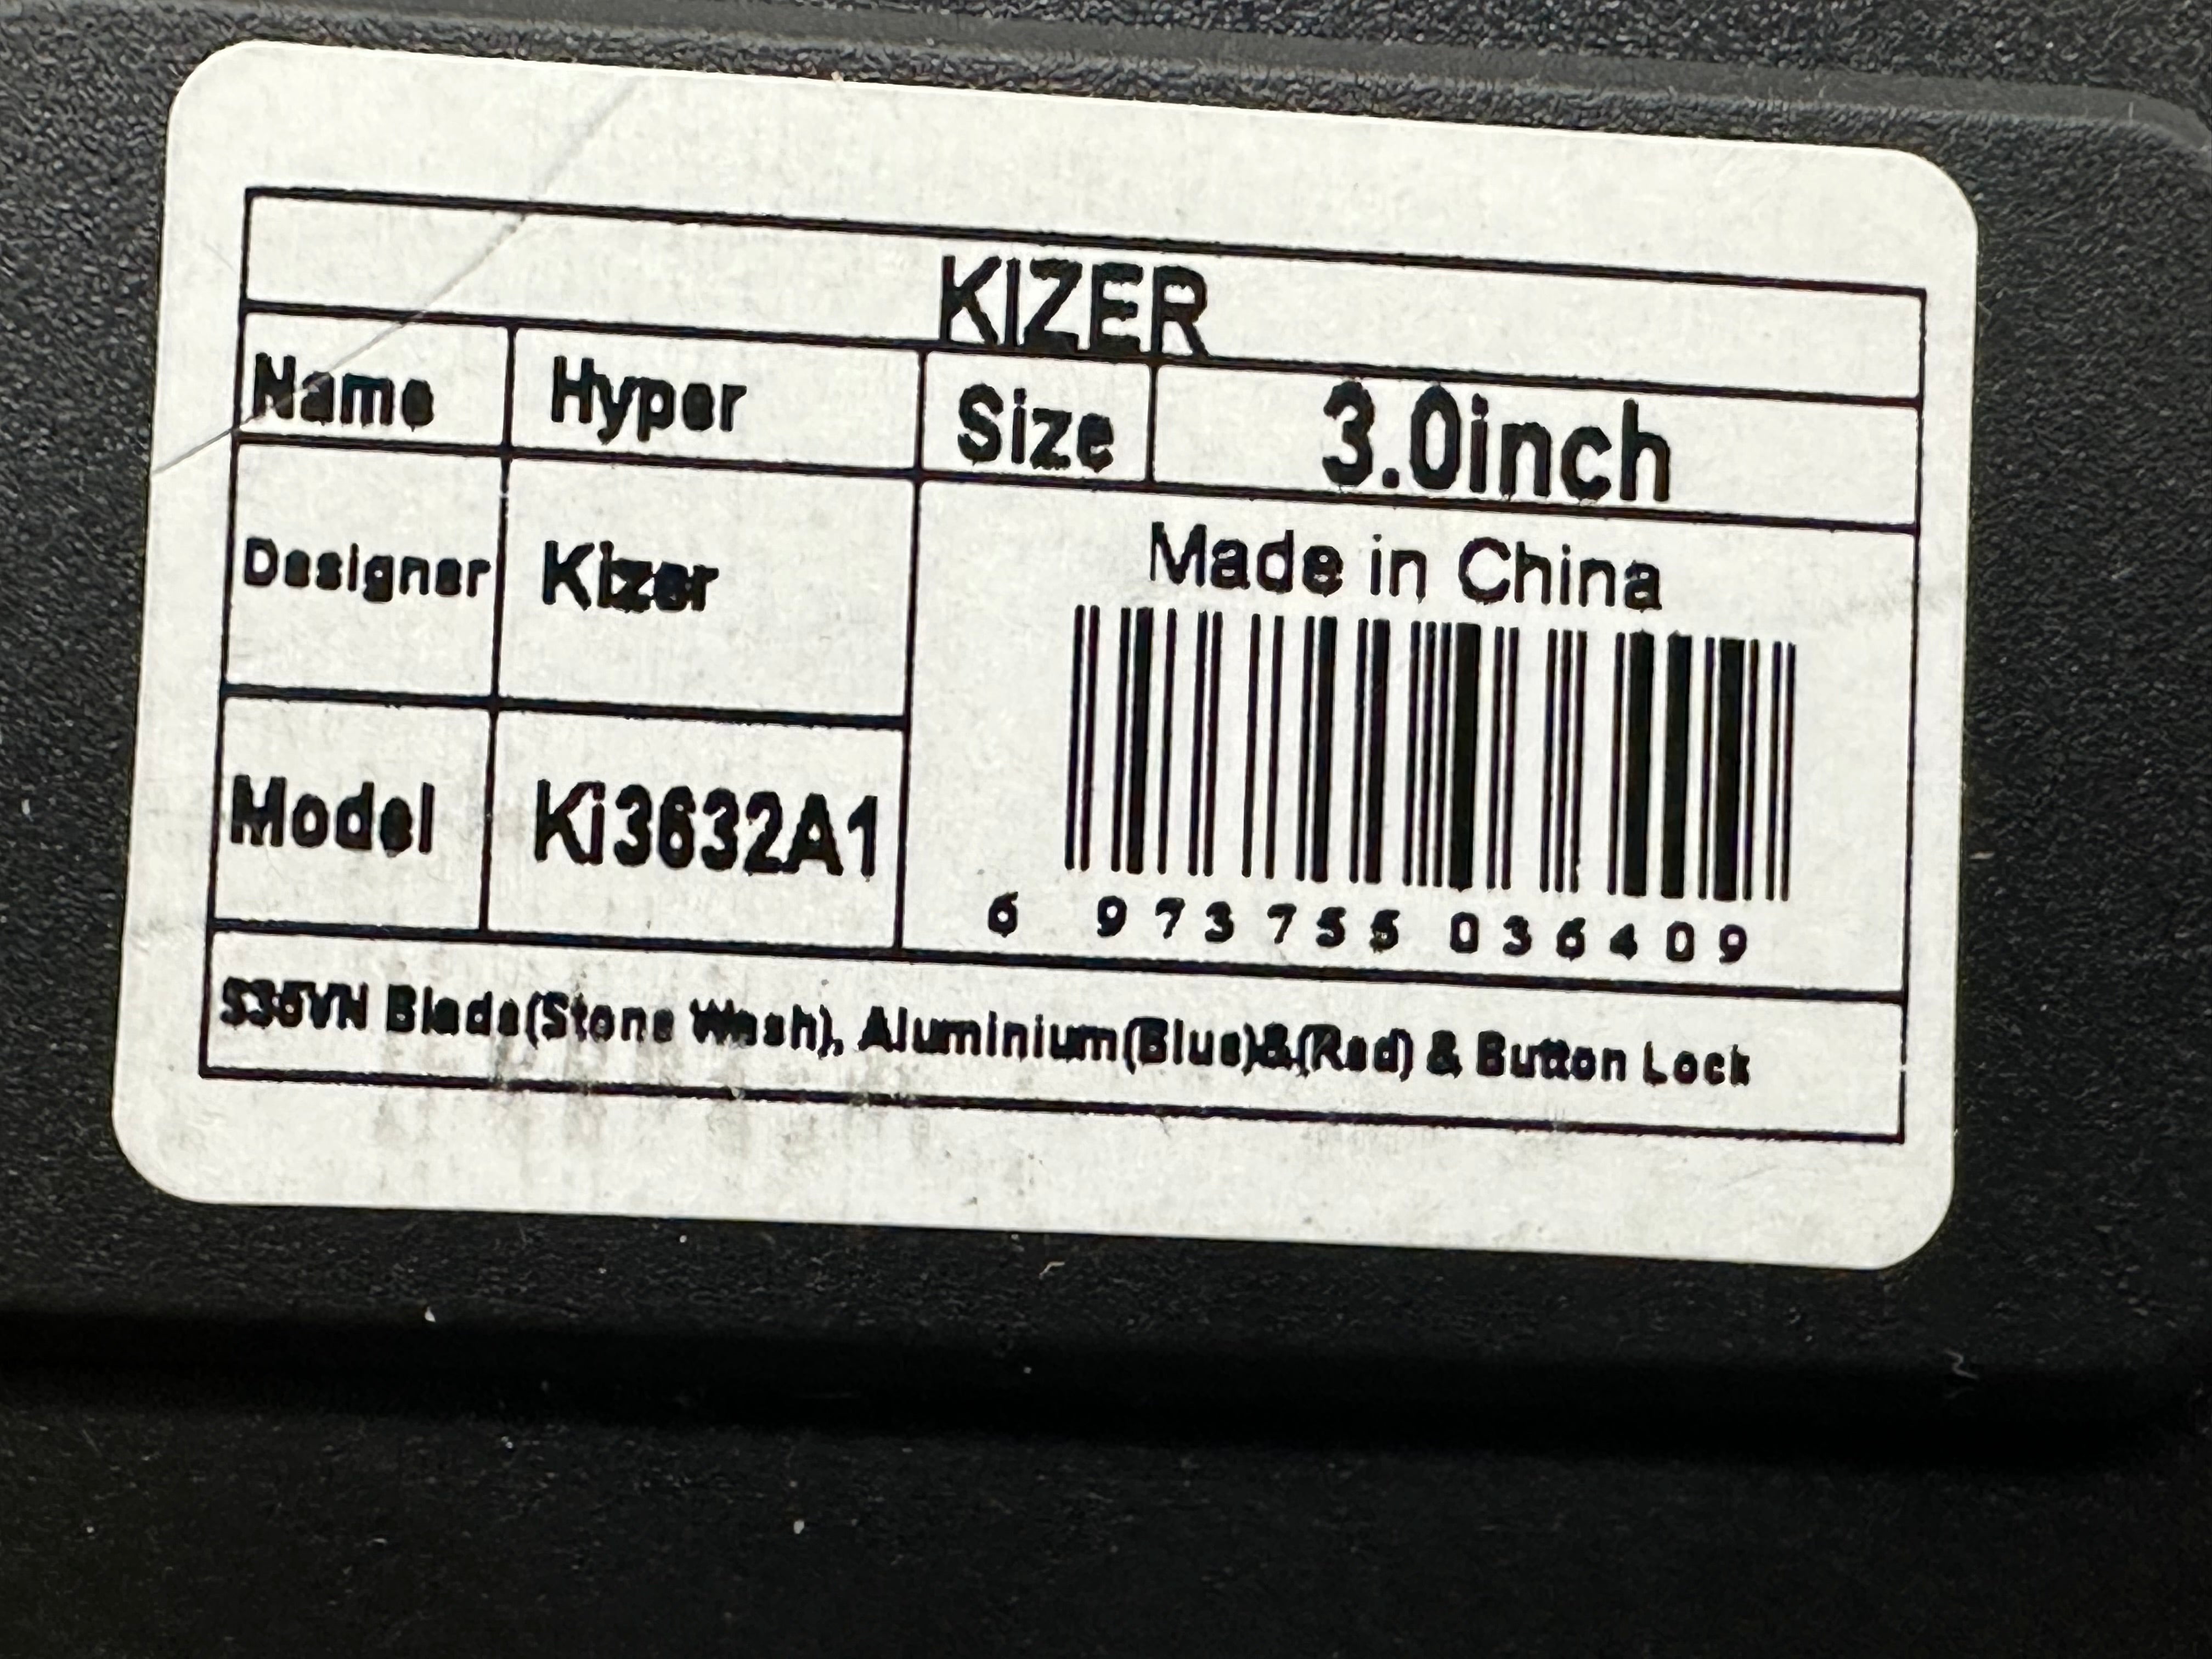 KIZER
Name Hyper Size 3.0inch
Designer Kizer Made in China
Model Ki3632A1
6 973755 036409
S35VN Blade(Stone Wash), Aluminium(Blue)&(Red) & Button Lock